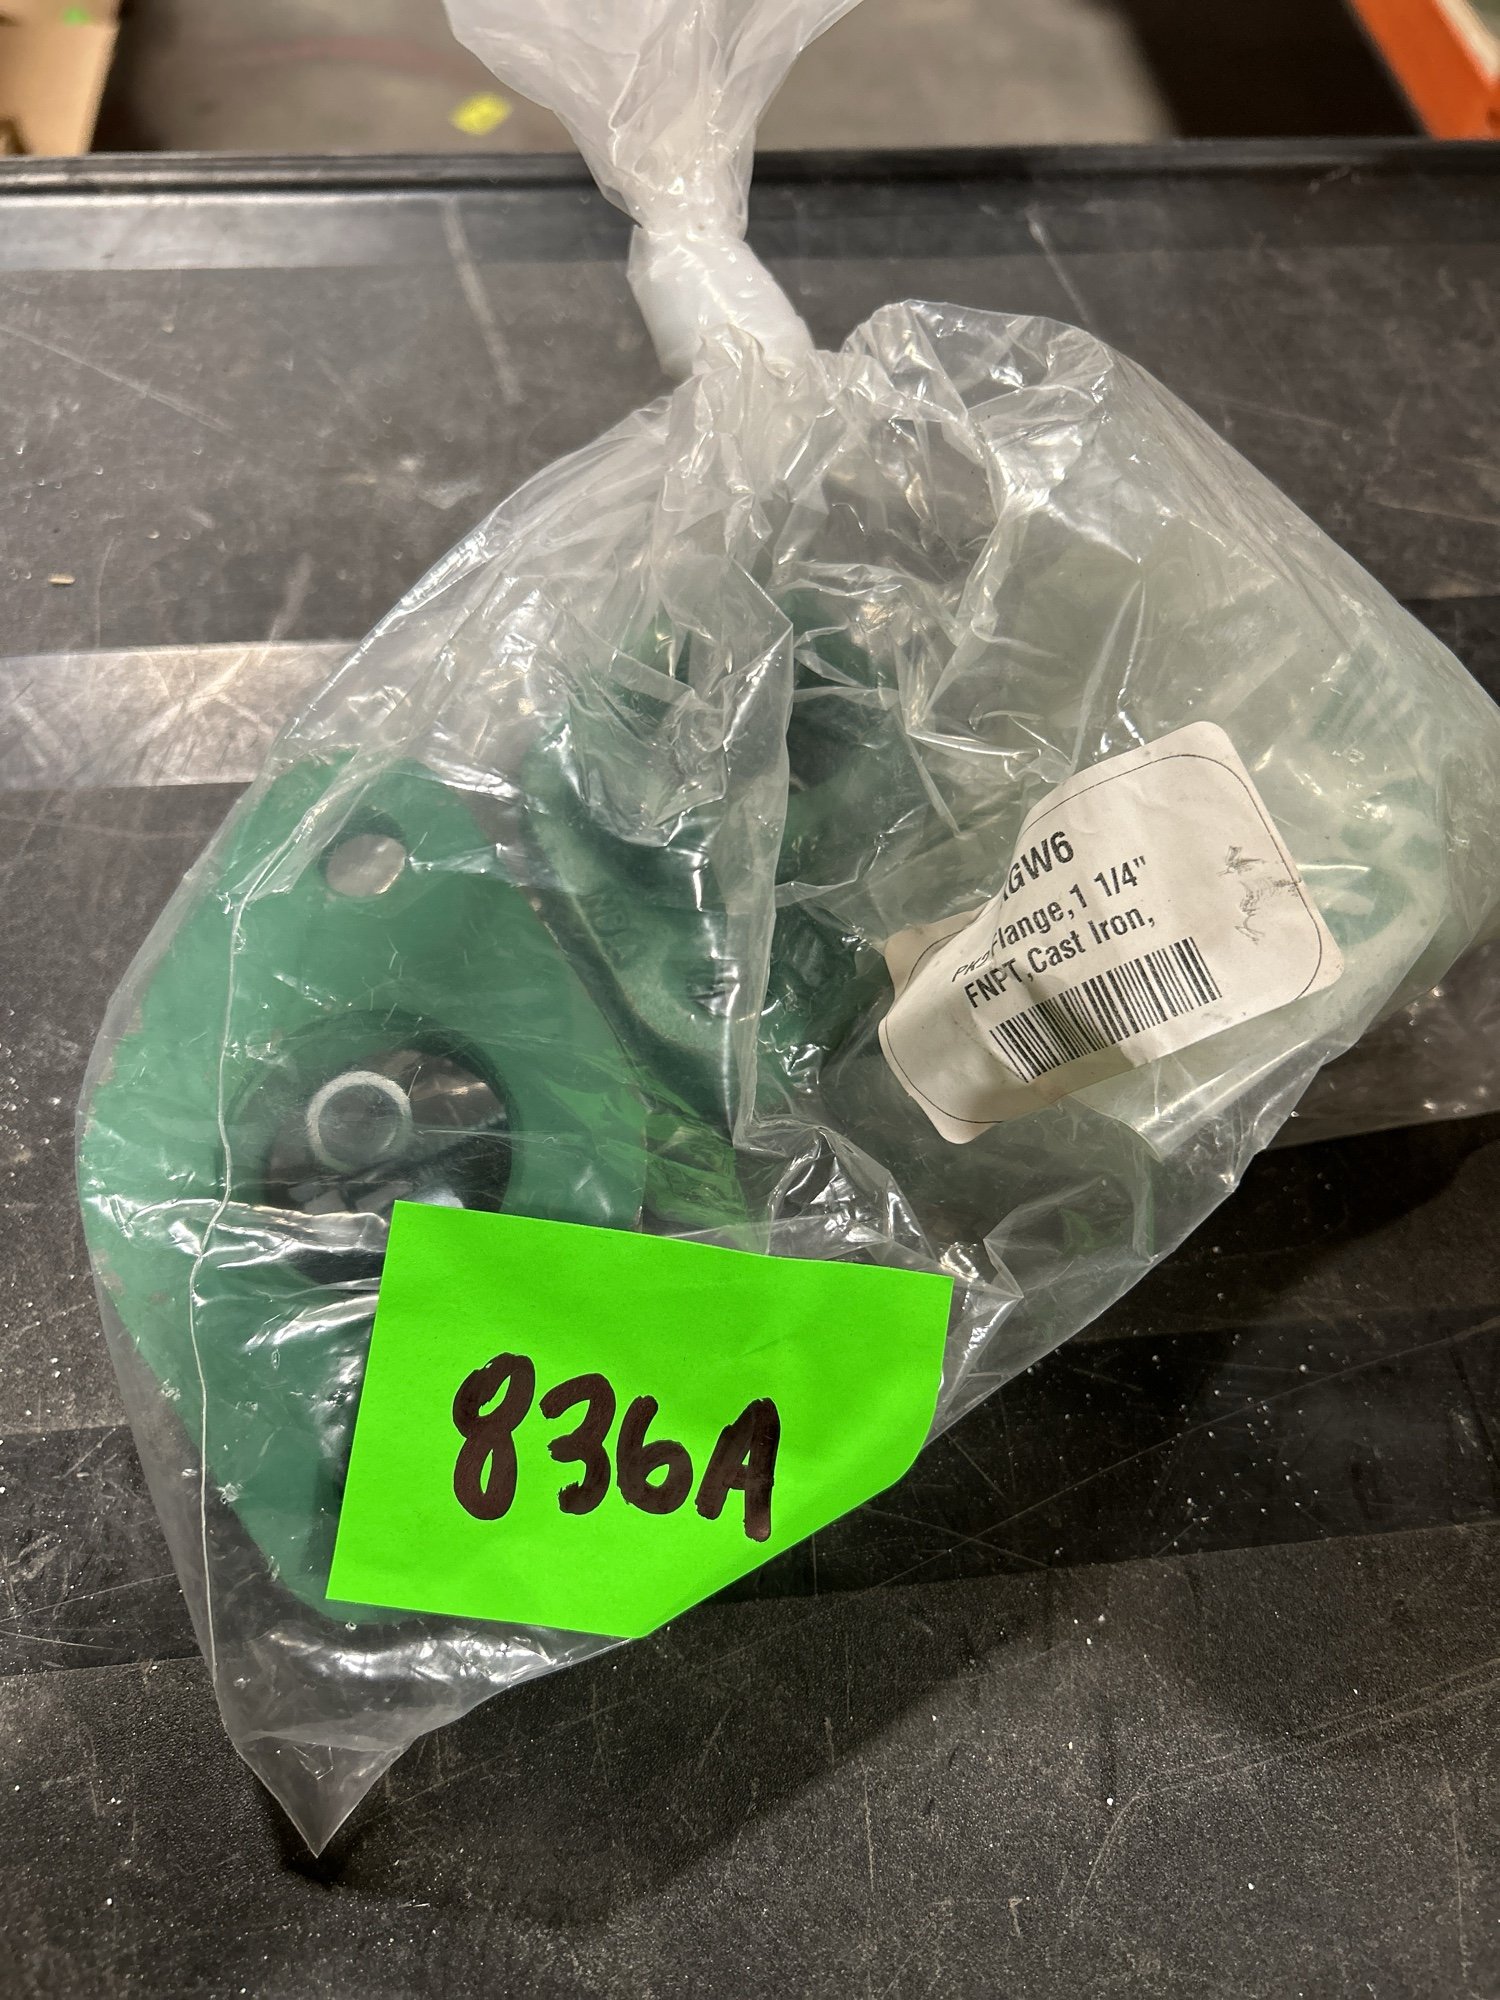 GW6
Flange,1 1/4"
FNPT,Cast Iron,
836A